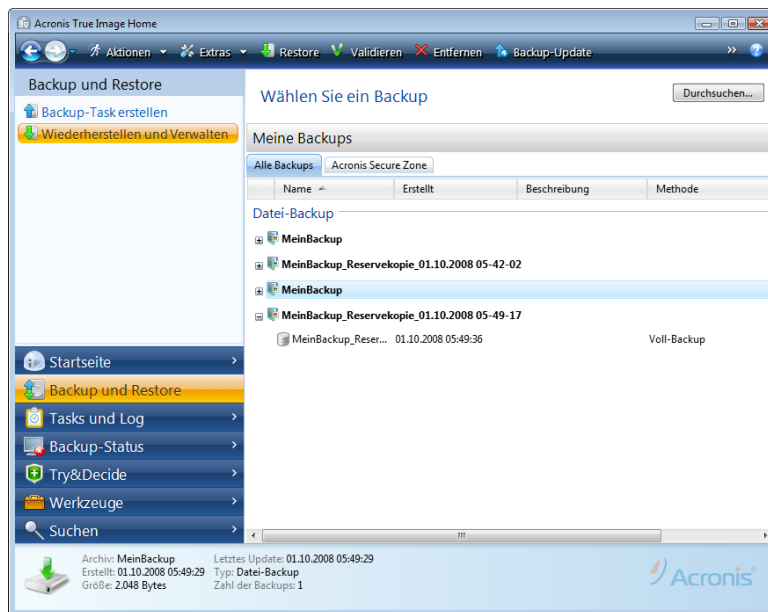 Acronis True Image Home
Aktionen Extras Restore Validieren Entfernen Backup-Update »
Backup und Restore
Backup-Task erstellen
Wiederherstellen und Verwalten
Wählen Sie ein Backup
Durchsuchen...
Meine Backups
Alle Backups Acronis Secure Zone
Name Erstellt Beschreibung Methode
Datei-Backup
MeinBackup
MeinBackup_Reservekopie_01.10.2008 05-42-02
MeinBackup
MeinBackup_Reservekopie_01.10.2008 05-49-17
MeinBackup_Reser... 01.10.2008 05:49:36 Voll-Backup
Startseite
Backup und Restore
Tasks und Log
Backup-Status
Try&Decide
Werkzeuge
Suchen
Archiv: MeinBackup Letztes Update: 01.10.2008 05:49:29
Erstellt: 01.10.2008 05:49:29 Typ: Datei-Backup
Größe: 2.048 Bytes Zahl der Backups: 1
Acronis